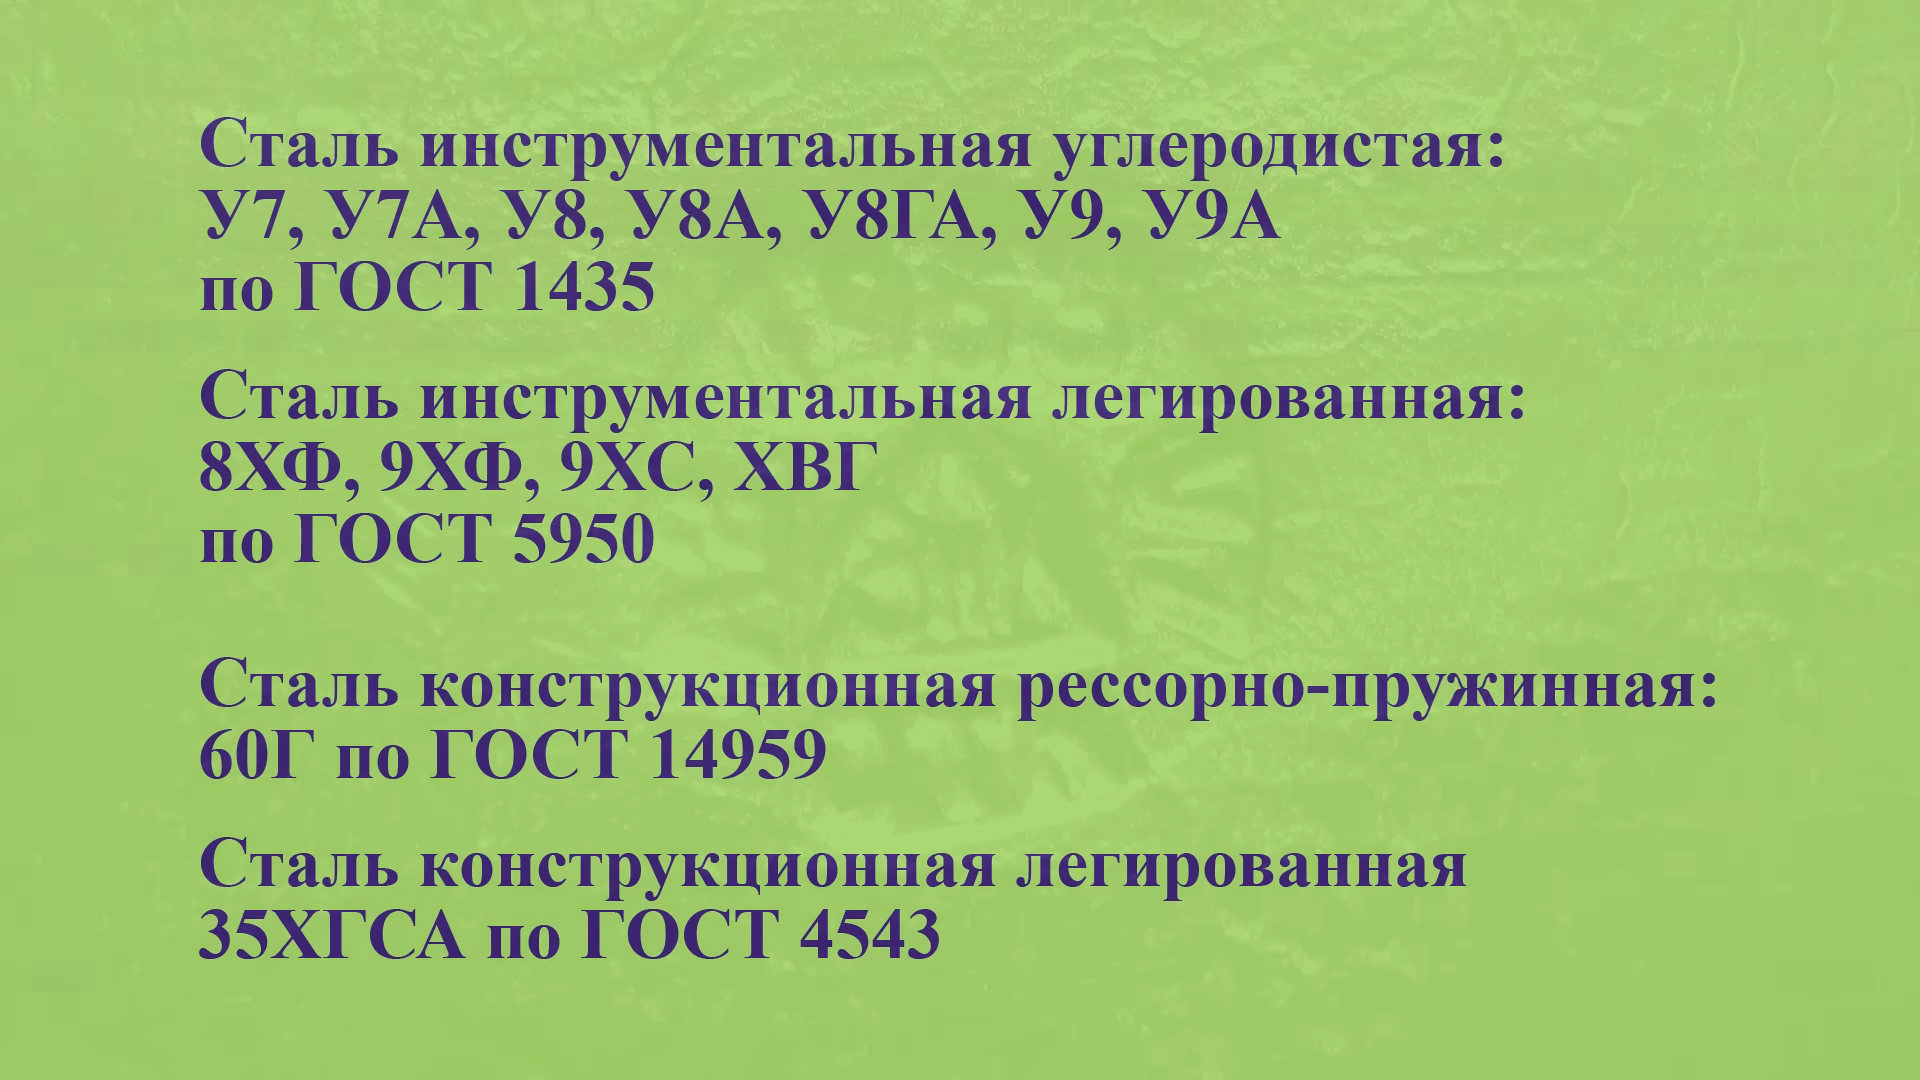 Сталь инструментальная углеродистая:
У7, У7А, У8, У8А, У8ГА, У9, У9А
по ГОСТ 1435
Сталь инструментальная легированная:
8ХФ, 9ХФ, 9ХС, ХВГ
по ГОСТ 5950
Сталь конструкционная рессорно-пружинная:
60Г по ГОСТ 14959
Сталь конструкционная легированная
35ХГСА по ГОСТ 4543